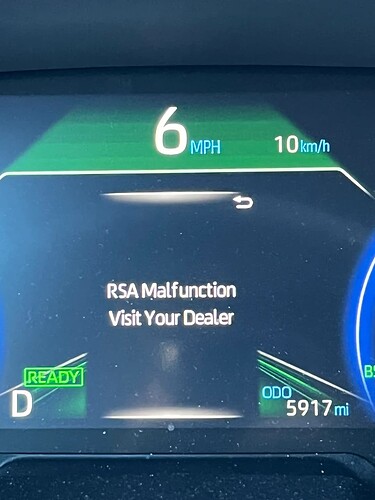 6 MPH 10 km/h
RSA Malfunction
Visit Your Dealer
READY
D
ODO
5917 mi